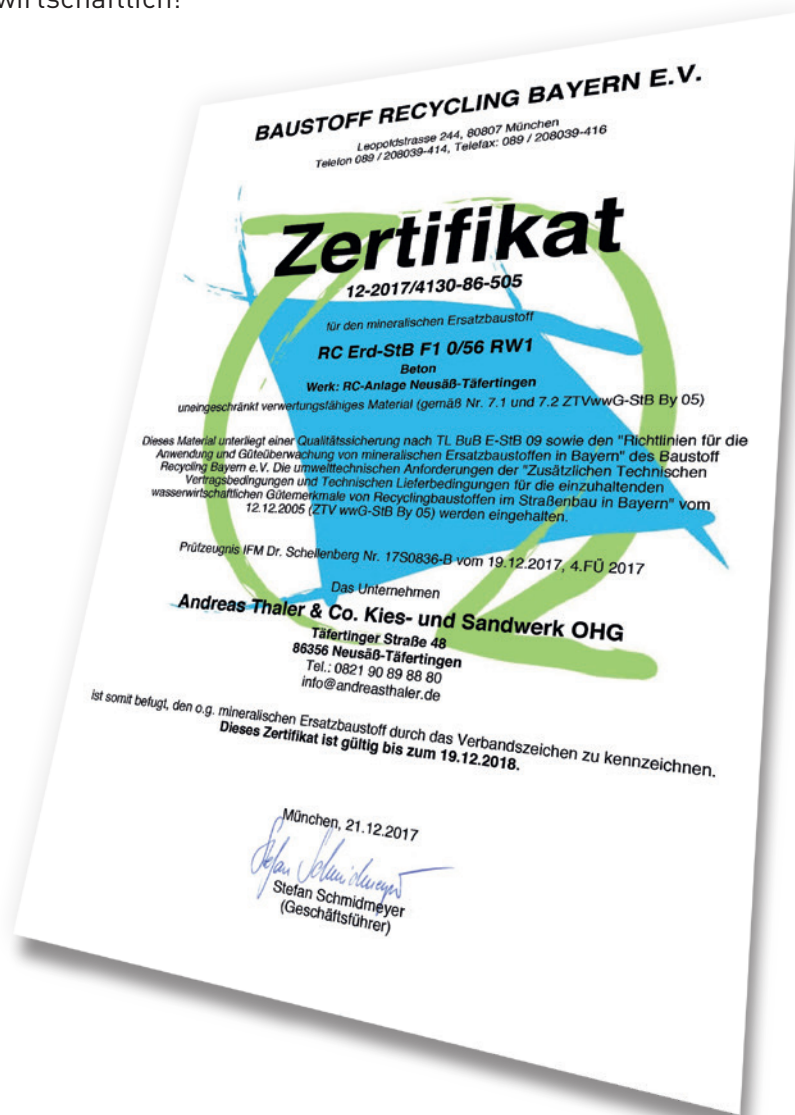 wirtschaftlich!
BAUSTOFF RECYCLING BAYERN E.V.
Leopoldstrasse 244, 80807 München
Telefon 089 / 208039-414, Telefax: 089 / 208039-416
Zertifikat
12-2017/4130-86-505
für den mineralischen Ersatzbaustoff
RC Erd-StB F1 0/56 RW1
Beton
Werk: RC-Anlage Neusäß-Täfertingen
uneingeschränkt verwertungsfähiges Material (gemäß Nr. 7.1 und 7.2 ZTVwwG-StB By 05)
Dieses Material unterliegt einer Qualitätssicherung nach TL BuB E-StB 09 sowie den "Richtlinien für die
Anwendung und Güteüberwachung von mineralischen Ersatzbaustoffen in Bayern" des Baustoff
Recycling Bayern e.V. Die umwelttechnischen Anforderungen der "Zusätzlichen Technischen
Vertragsbedingungen und Technischen Lieferbedingungen für die einzuhaltenden
wasserwirtschaftlichen Gütemerkmale von Recyclingbaustoffen im Straßenbau in Bayern" vom
12.12.2005 (ZTV wwG-StB By 05) werden eingehalten.
Prüfzeugnis IFM Dr. Schellenberg Nr. 17S0836-B vom 19.12.2017, 4.FÜ 2017
Das Unternehmen
Andreas Thaler & Co. Kies- und Sandwerk OHG
Täfertinger Straße 48
86356 Neusäß-Täfertingen
Tel.: 0821 90 89 88 80
info@andreasthaler.de
ist somit befugt, den o.g. mineralischen Ersatzbaustoff durch das Verbandszeichen zu kennzeichnen.
Dieses Zertifikat ist gültig bis zum 19.12.2018.
München, 21.12.2017
Stefan Schmidmeyer
Stefan Schmidmeyer
(Geschäftsführer)